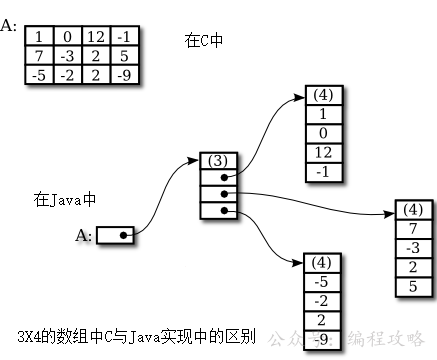 A:
1 0 12 -1
在C中
7 -3 2 5
-5 -2 2 -9
(4)
1
0
12
-1
(3)
在Java中
A:
(4)
7
-3
2
5
(4)
-5
-2
2
-9
3X4的数组中C与Java实现中的区别
公众号：编程攻略